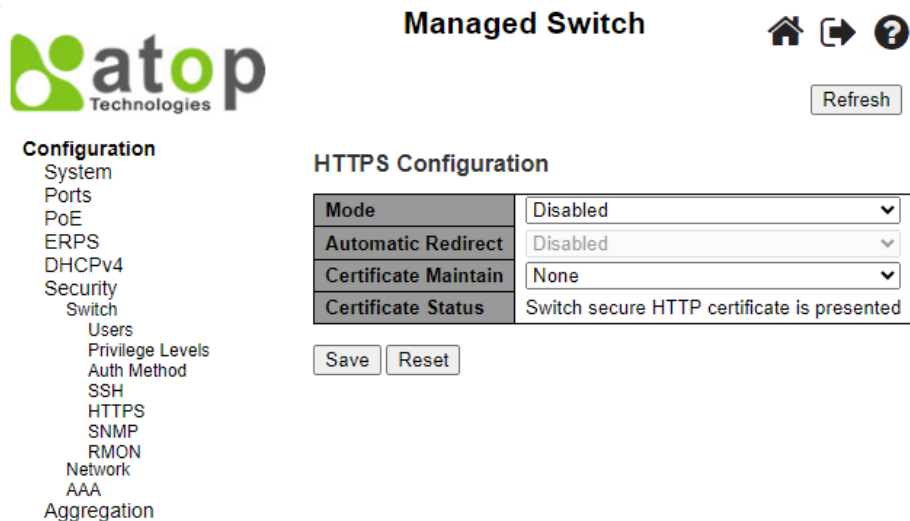 Managed Switch
atop
Technologies
Refresh
Configuration
System
Ports
PoE
ERPS
DHCPv4
Security
Switch
Users
Privilege Levels
Auth Method
SSH
HTTPS
SNMP
RMON
Network
AAA
Aggregation
HTTPS Configuration
Mode Disabled
Automatic Redirect Disabled
Certificate Maintain None
Certificate Status Switch secure HTTP certificate is presented
Save Reset